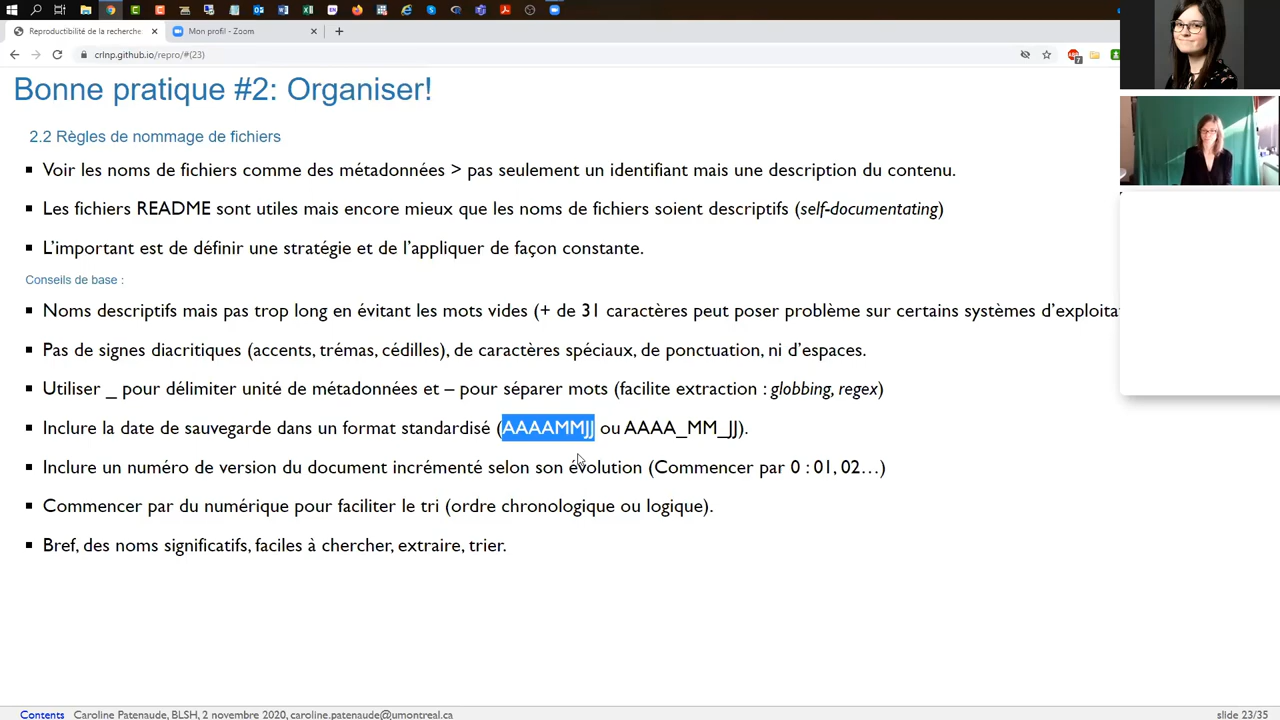 Reproductibilité de la recherche
Mon profil - Zoom
crlnp.github.io/repro/#(23)
7
Bonne pratique #2: Organiser!
2.2 Règles de nommage de fichiers
Voir les noms de fichiers comme des métadonnées > pas seulement un identifiant mais une description du contenu.
Les fichiers README sont utiles mais encore mieux que les noms de fichiers soient descriptifs (self-documentating)
L'important est de définir une stratégie et de l'appliquer de façon constante.
Conseils de base :
Noms descriptifs mais pas trop long en évitant les mots vides (+ de 31 caractères peut poser problème sur certains systèmes d'exploita
Pas de signes diacritiques (accents, trémas, cédilles), de caractères spéciaux, de ponctuation, ni d'espaces.
Utiliser _ pour délimiter unité de métadonnées et – pour séparer mots (facilite extraction : globbing, regex)
Inclure la date de sauvegarde dans un format standardisé (AAAAMMJJ ou AAAA_MM_JJ).
Inclure un numéro de version du document incrémenté selon son évolution (Commencer par 0 : 01, 02…)
Commencer par du numérique pour faciliter le tri (ordre chronologique ou logique).
Bref, des noms significatifs, faciles à chercher, extraire, trier.
Contents Caroline Patenaude, BLSH, 2 novembre 2020, caroline.patenaude@umontreal.ca slide 23/35